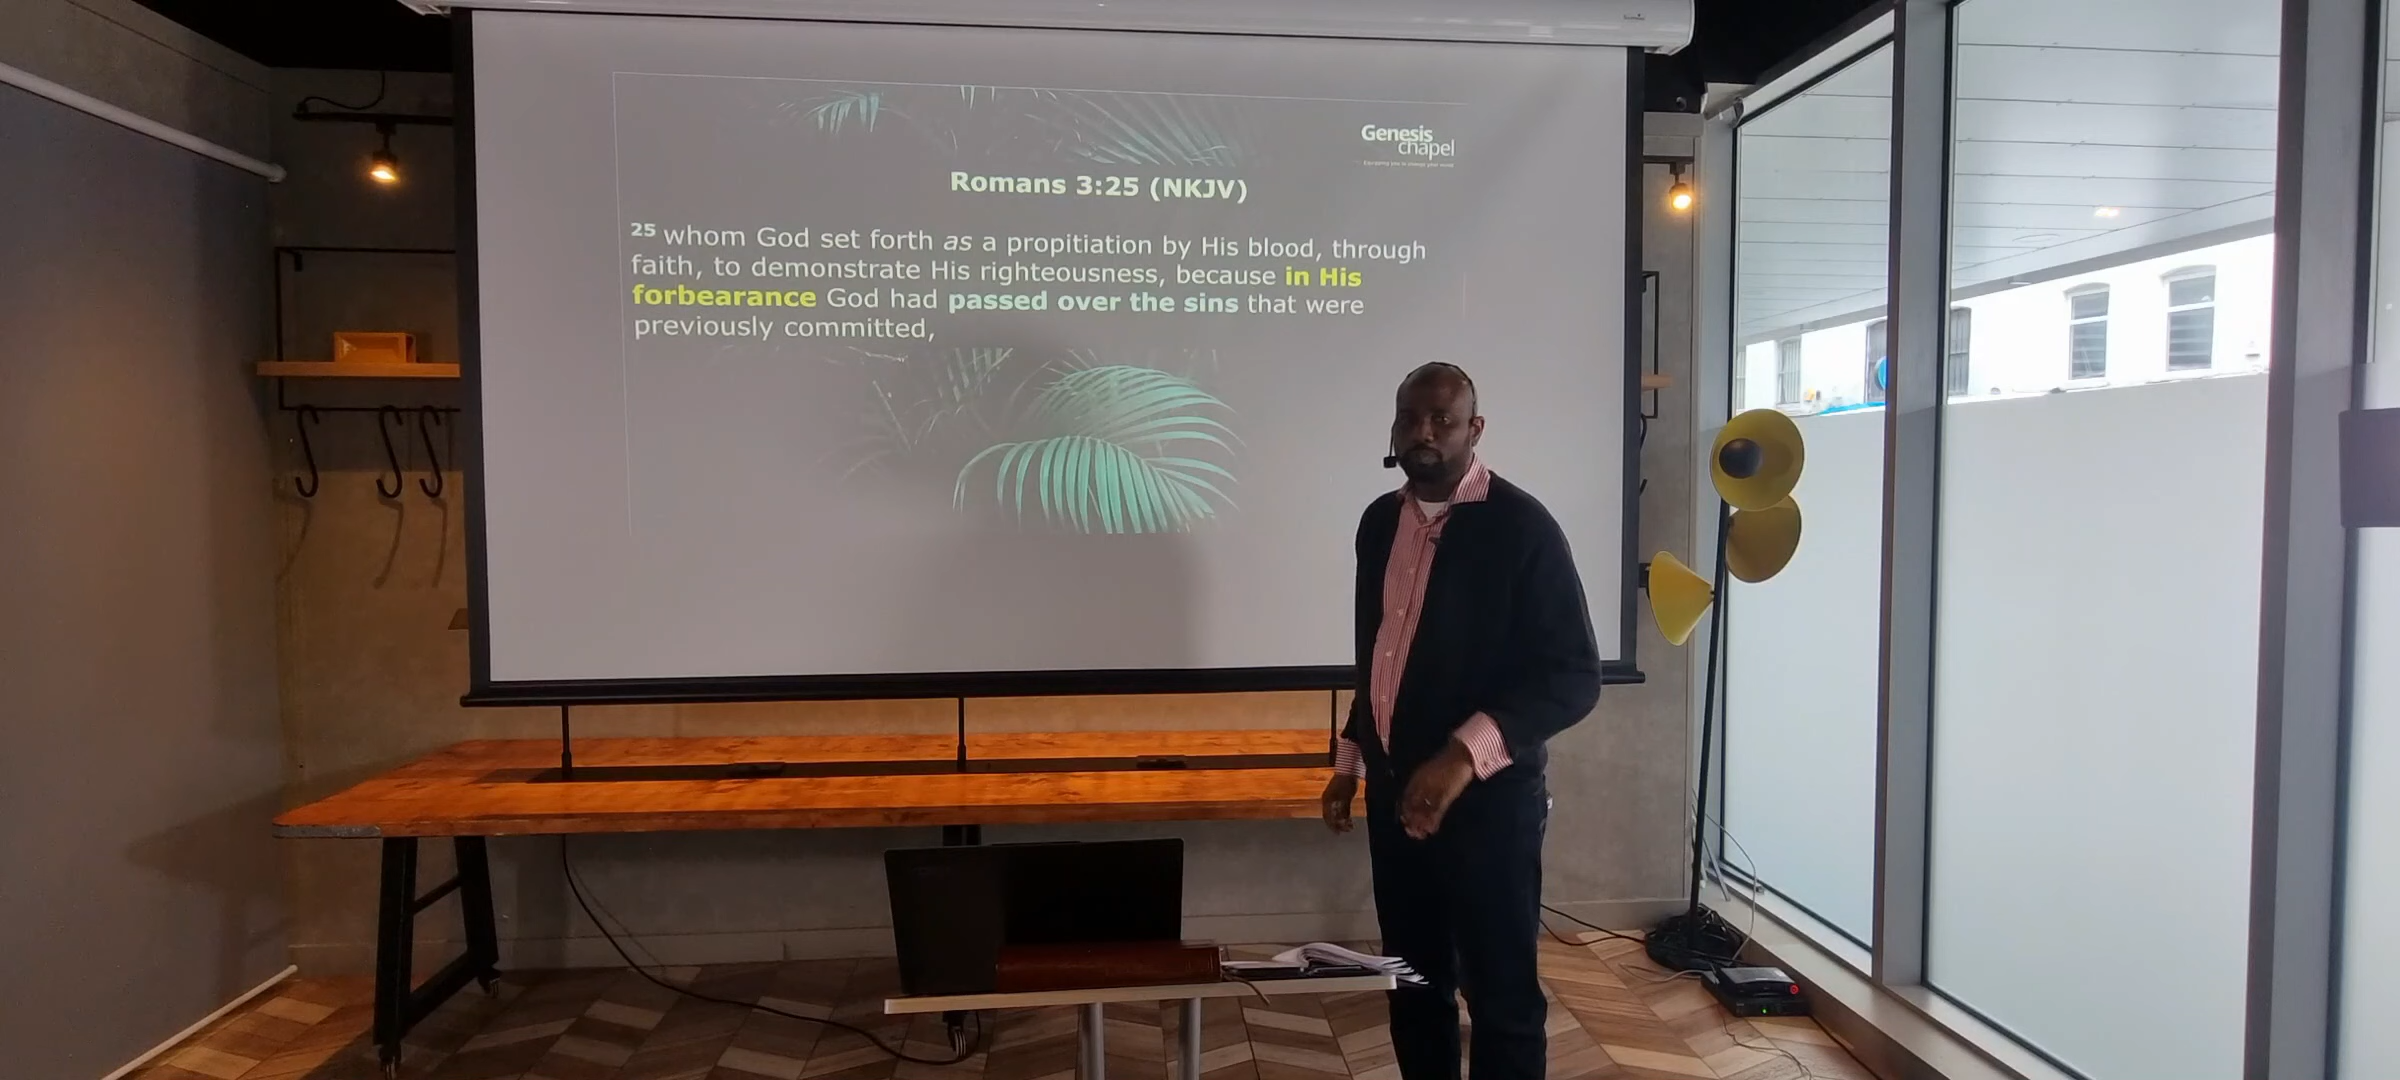 Genesis
chapel
Romans 3:25 (NKJV)
25 whom God set forth as a propitiation by His blood, through
faith, to demonstrate His righteousness, because in His
forbearance God had passed over the sins that were
previously committed,